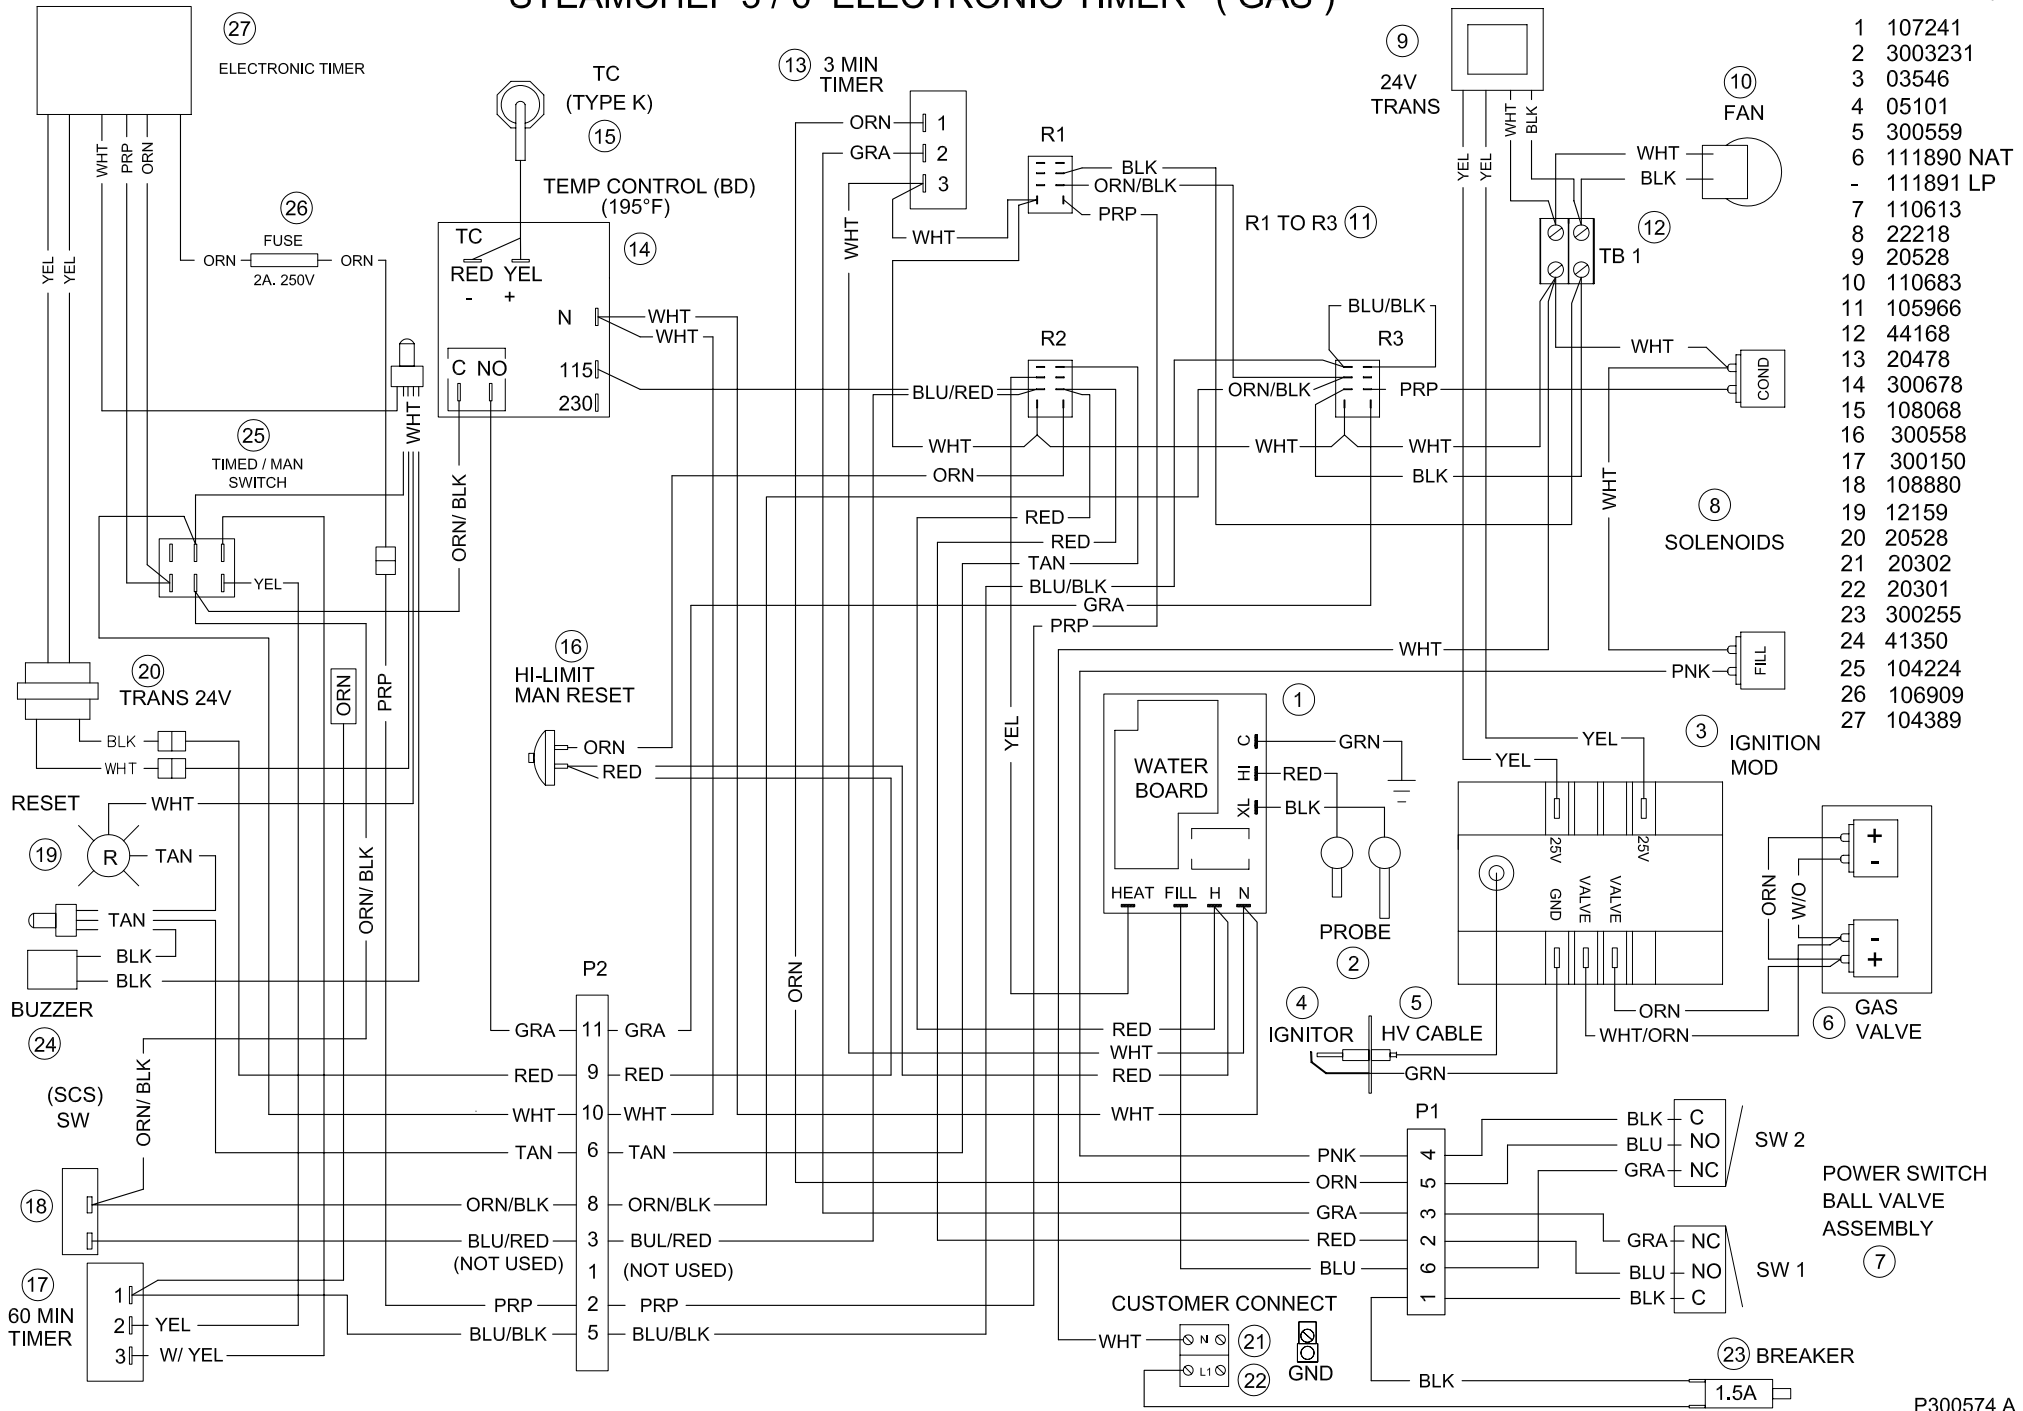 STEAMCHEF 3 / 6 ELECTRONIC TIMER ( GAS )
27
ELECTRONIC TIMER
WHT
PRP
ORN
YEL
YEL
26
FUSE
ORN
ORN
2A. 250V
TC
(TYPE K)
15
TEMP CONTROL (BD)
(195°F)
14
TC
RED YEL
- +
N
WHT
WHT
C NO
115
230
BLU/RED
13 3 MIN
TIMER
ORN 1
GRA 2
3
WHT
WHT
R1
BLK
ORN/BLK
PRP
R1 TO R3 11
9
24V
TRANS
YEL
YEL
WHT
BLK
10
FAN
WHT
BLK
12
TB 1
BLU/BLK
R2
R3
ORN/BLK
PRP
WHT
COND
WHT
WHT
WHT
WHT
ORN
BLK
8
SOLENOIDS
PNK
FILL
1 107241
2 3003231
3 03546
4 05101
5 300559
6 111890 NAT
- 111891 LP
7 110613
8 22218
9 20528
10 110683
11 105966
12 44168
13 20478
14 300678
15 108068
16 300558
17 300150
18 108880
19 12159
20 20528
21 20302
22 20301
23 300255
24 41350
25 104224
26 106909
27 104389
WHT
25
TIMED / MAN
SWITCH
YEL
ORN/ BLK
RED
RED
TAN
BLU/BLK
GRA
PRP
WHT
20
TRANS 24V
ORN
PRP
BLK
WHT
16
HI-LIMIT
MAN RESET
ORN
RED
YEL
1
WATER
BOARD
C
HI
XL
GRN
RED
BLK
HEAT FILL H N
PROBE
2
3
IGNITION
MOD
YEL
YEL
25V
25V
GND
VALVE
VALVE
+
-
-
+
ORN
O/W
ORN
WHT/ORN
6
GAS
VALVE
4
IGNITOR
5
HV CABLE
GRN
RESET
WHT
19
R
TAN
TAN
BLK
BLK
BUZZER
24
ORN/ BLK
ORN/ BLK
(SCS)
SW
18
17
60 MIN
TIMER
1
2 YEL
3 W/ YEL
P2
GRA 11 GRA
RED 9 RED
WHT 10 WHT
TAN 6 TAN
ORN/BLK 8 ORN/BLK
BLU/RED 3 BUL/RED
(NOT USED) 1 (NOT USED)
PRP 2 PRP
BLU/BLK 5 BLU/BLK
ORN
RED
WHT
RED
WHT
P1
PNK 4
ORN 5
GRA 3
RED 2
BLU 6
1
BLK C
BLU NO
GRA NC
SW 2
GRA NC
BLU NO
BLK C
SW 1
POWER SWITCH
BALL VALVE
ASSEMBLY
7
CUSTOMER CONNECT
WHT
N
21
L1
22
GND
BLK
23 BREAKER
1.5A
P300574 A